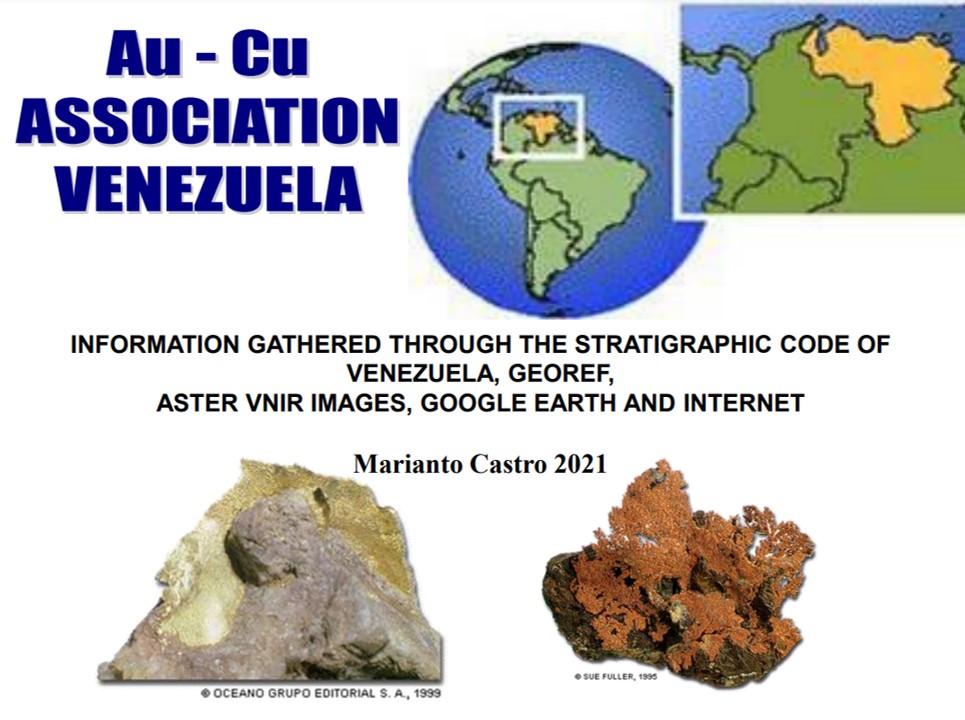 Au - Cu
ASSOCIATION
VENEZUELA
INFORMATION GATHERED THROUGH THE STRATIGRAPHIC CODE OF
VENEZUELA, GEOREF,
ASTER VNIR IMAGES, GOOGLE EARTH AND INTERNET
Marianto Castro 2021
© OCEANO GRUPO EDITORIAL S. A., 1999
© SUE FULLER, 1995